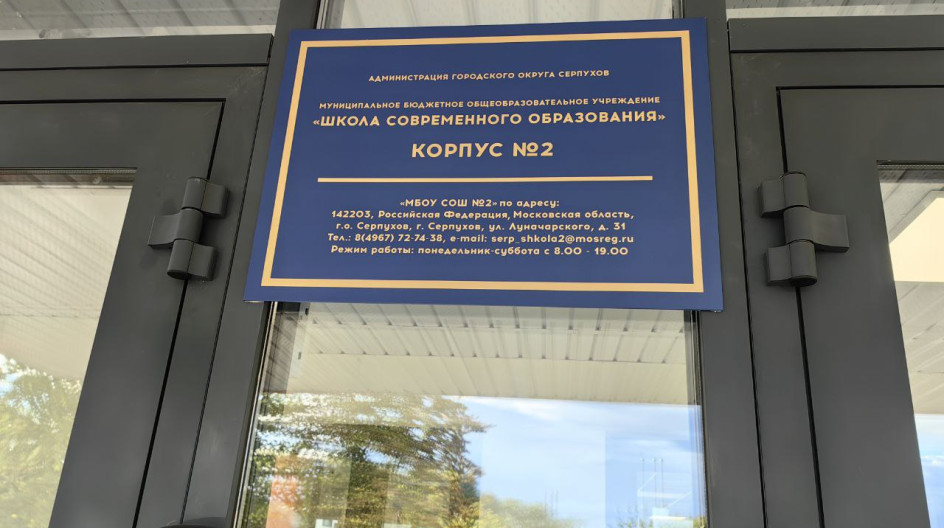 АДМИНИСТРАЦИЯ ГОРОДСКОГО ОКРУГА СЕРПУХОВ
МУНИЦИПАЛЬНОЕ БЮДЖЕТНОЕ ОБЩЕОБРАЗОВАТЕЛЬНОЕ УЧРЕЖДЕНИЕ
«ШКОЛА СОВРЕМЕННОГО ОБРАЗОВАНИЯ»
КОРПУС №2
«МБОУ СОШ №2» по адресу:
142203, Российская Федерация, Московская область,
г.о. Серпухов, г. Серпухов, ул. Луначарского, д. 31
Тел.: 8(4967) 72-74-38, e-mail: serp_shkola2@mosreg.ru
Режим работы: понедельник-суббота с 8.00 - 19.00